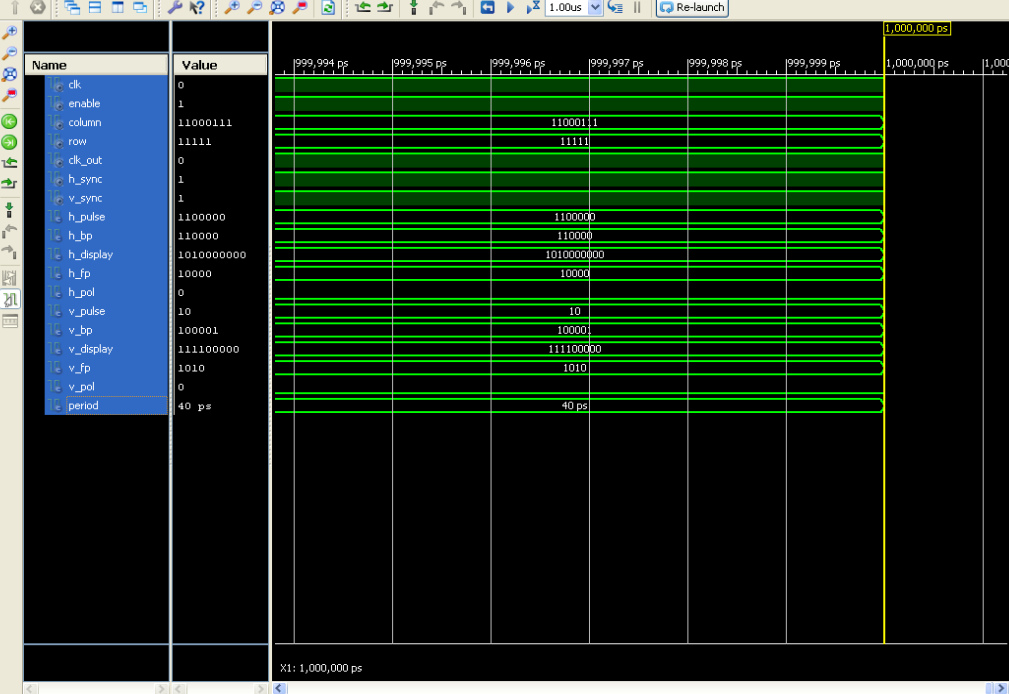 1.00us Re-launch
1,000,000 ps
Name Value
999,994 ps 999,995 ps 999,996 ps 999,997 ps 999,998 ps 999,999 ps 1,000,000 ps 1,000
clk 0
enable 1
column 11000111 11000111
row 11111 11111
clk_out 0
h_sync 1
v_sync 1
h_pulse 1100000 1100000
h_bp 110000 110000
h_display 1010000000 1010000000
h_fp 10000 10000
h_pol 0
v_pulse 10 10
v_bp 100001 100001
v_display 111100000 111100000
v_fp 1010 1010
v_pol 0
period 40 ps 40 ps
X1: 1,000,000 ps